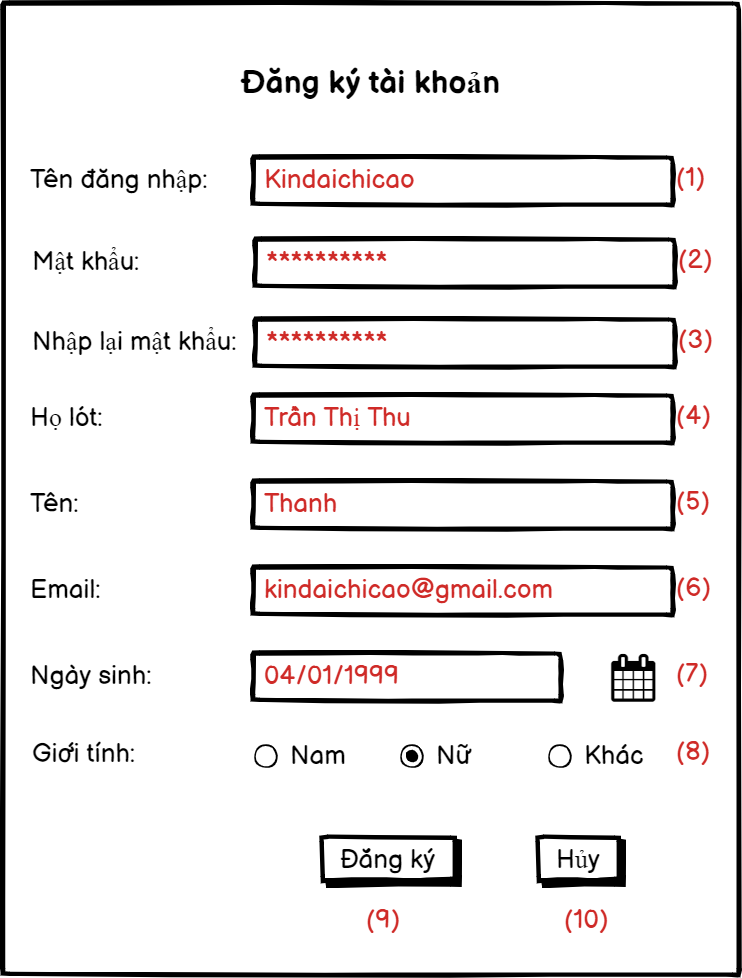 Đăng ký tài khoản
Tên đăng nhập: Kindaichicao (1)
Mật khẩu: ********** (2)
Nhập lại mật khẩu: ********** (3)
Họ lót: Trần Thị Thu (4)
Tên: Thanh (5)
Email: kindaichicao@gmail.com (6)
Ngày sinh: 04/01/1999 (7)
Giới tính: Nam Nữ Khác (8)
Đăng ký Hủy
(9) (10)